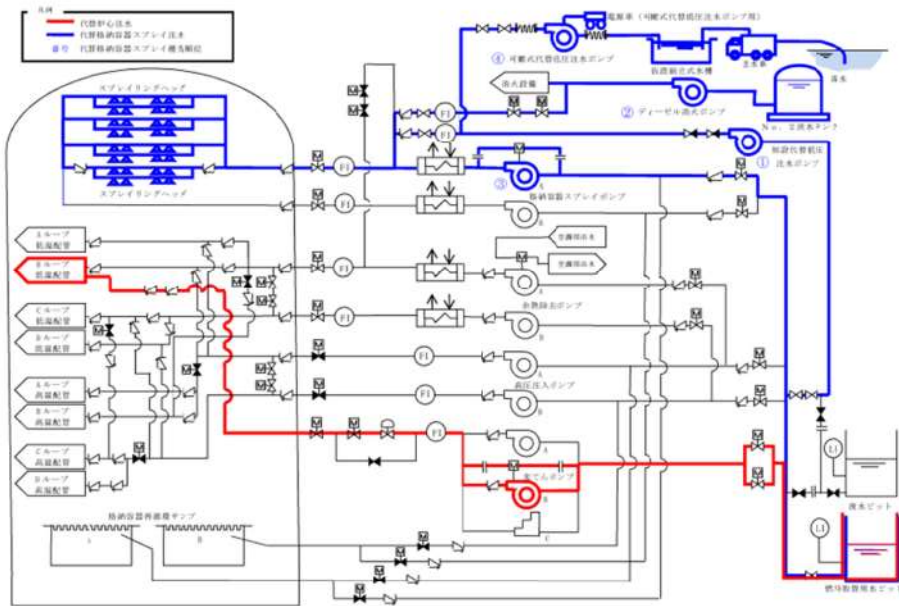 凡例
代替炉心注水
代替格納容器スプレイ注水
番号 代替格納容器スプレイ優先順位
電源車（可搬式代替低圧注水ポンプ用）
④ 可搬式代替低圧注水ポンプ
仮設組立式水槽
海水
消火設備
② ディーゼル消火ポンプ
No.2淡水タンク
① 恒設代替低圧
注水ポンプ
スプレイリングヘッダ
スプレイリングヘッダ
M
FI
③
A
格納容器スプレイポンプ
B
Aループ
低温配管
Bループ
低温配管
Cループ
低温配管
Dループ
低温配管
Aループ
高温配管
Bループ
高温配管
Cループ
高温配管
Dループ
高温配管
空調用冷水
空調用冷水
A
余熱除去ポンプ
B
A
高圧注入ポンプ
B
A
充てんポンプ
B
C
格納容器再循環サンプ
A
B
LI
淡水ピット
LI
燃料取替用水ピット